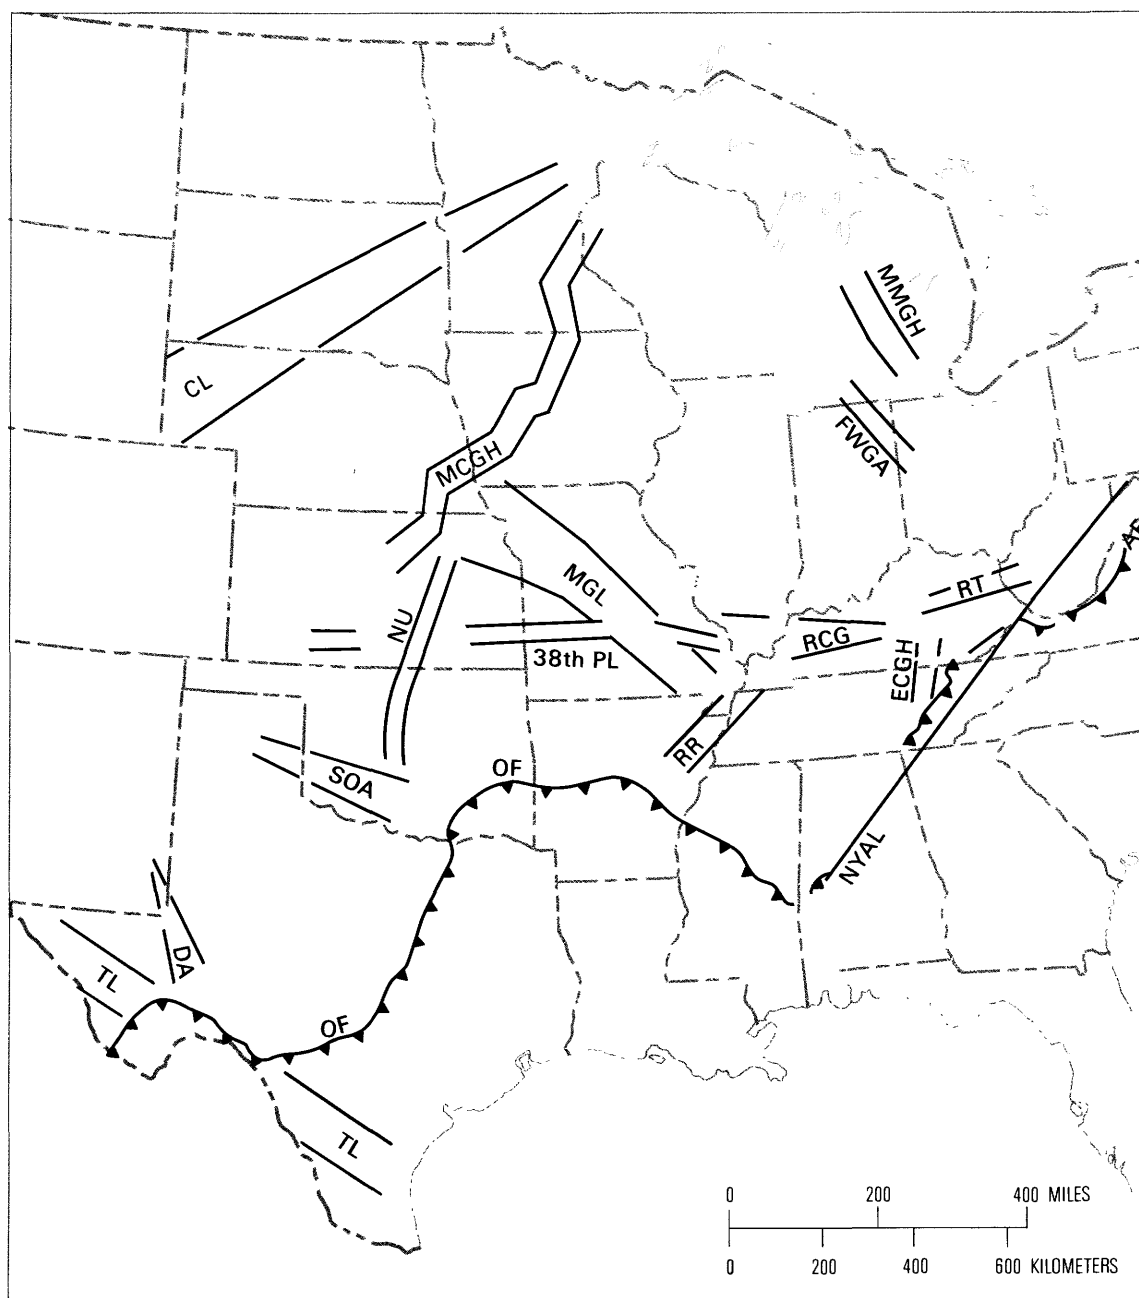 MMGH
CL
FWGA
MCGH
AF
MGL
RT
NU
RCG
38th PL
ECGH
RR
SOA
OF
NYAL
DA
TL
OF
TL
0 200 400 MILES
0 200 400 600 KILOMETERS